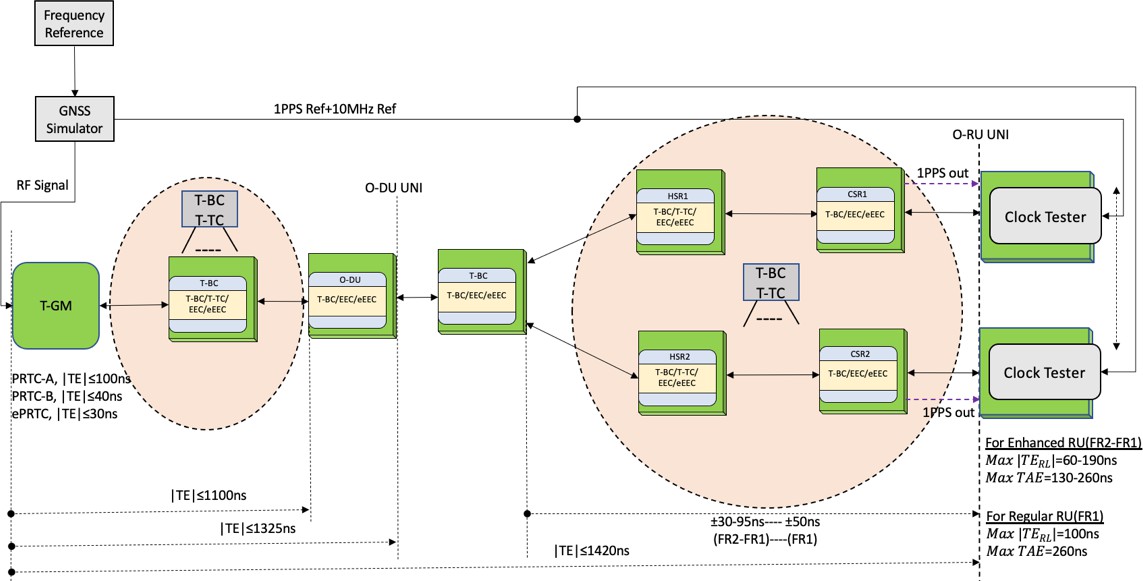 Frequency
Reference
GNSS
Simulator
1PPS Ref+10MHz Ref
RF Signal
O-RU UNI
O-DU UNI
T-BC
T-TC
----
T-GM
T-BC
T-BC/T-TC/
EEC/eEEC
O-DU
T-BC/EEC/eEEC
T-BC
T-BC/EEC/eEEC
HSR1
T-BC/T-TC/
EEC/eEEC
CSR1
T-BC/EEC/eEEC
1PPS out
Clock Tester
T-BC
T-TC
----
HSR2
T-BC/T-TC/
EEC/eEEC
CSR2
T-BC/EEC/eEEC
1PPS out
Clock Tester
PRTC-A, |TE|≤100ns
PRTC-B, |TE|≤40ns
ePRTC, |TE|≤30ns
For Enhanced RU(FR2-FR1)
Max |TE_RL|=60-190ns
Max TAE=130-260ns
For Regular RU(FR1)
Max |TE_RL|=100ns
Max TAE=260ns
|TE|≤1100ns
|TE|≤1325ns
±30-95ns---- ±50ns
(FR2-FR1)----(FR1)
|TE|≤1420ns